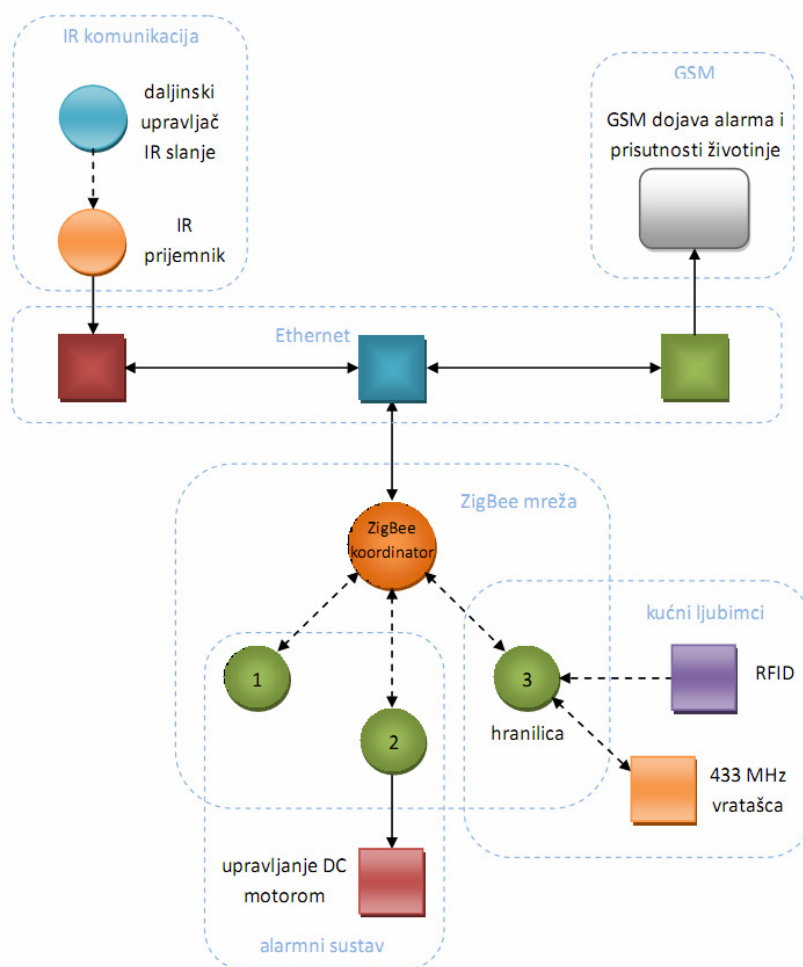 IR komunikacija
daljinski
upravljač
IR slanje
IR
prijemnik
GSM
GSM dojava alarma i
prisutnosti životinje
Ethernet
ZigBee mreža
ZigBee
koordinator
kućni ljubimci
1
2
3
hranilica
RFID
433 MHz
vratašca
upravljanje DC
motorom
alarmni sustav